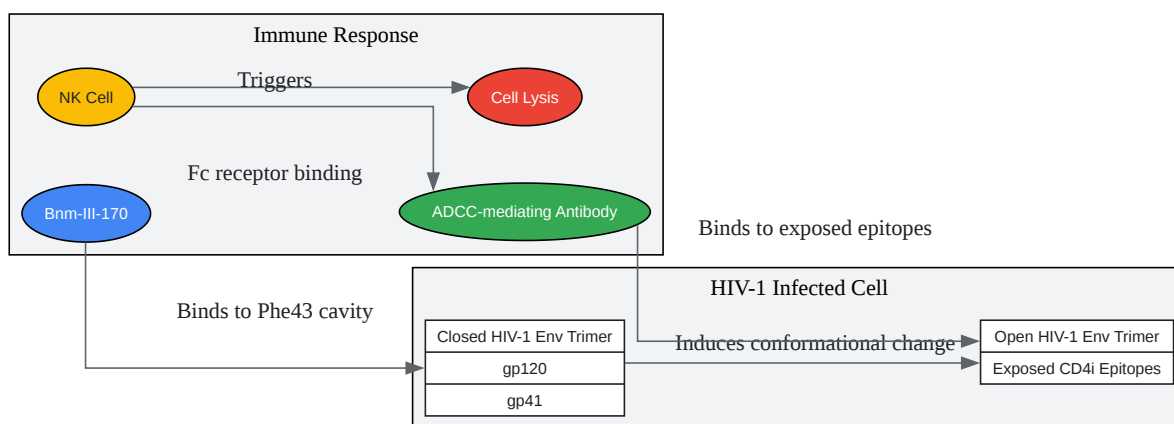 Immune Response
NK Cell
Triggers
Cell Lysis
Fc receptor binding
Bnm-III-170
ADCC-mediating Antibody
Binds to exposed epitopes
HIV-1 Infected Cell
Binds to Phe43 cavity
Closed HIV-1 Env Trimer
gp120
gp41
Induces conformational change
Open HIV-1 Env Trimer
Exposed CD4i Epitopes